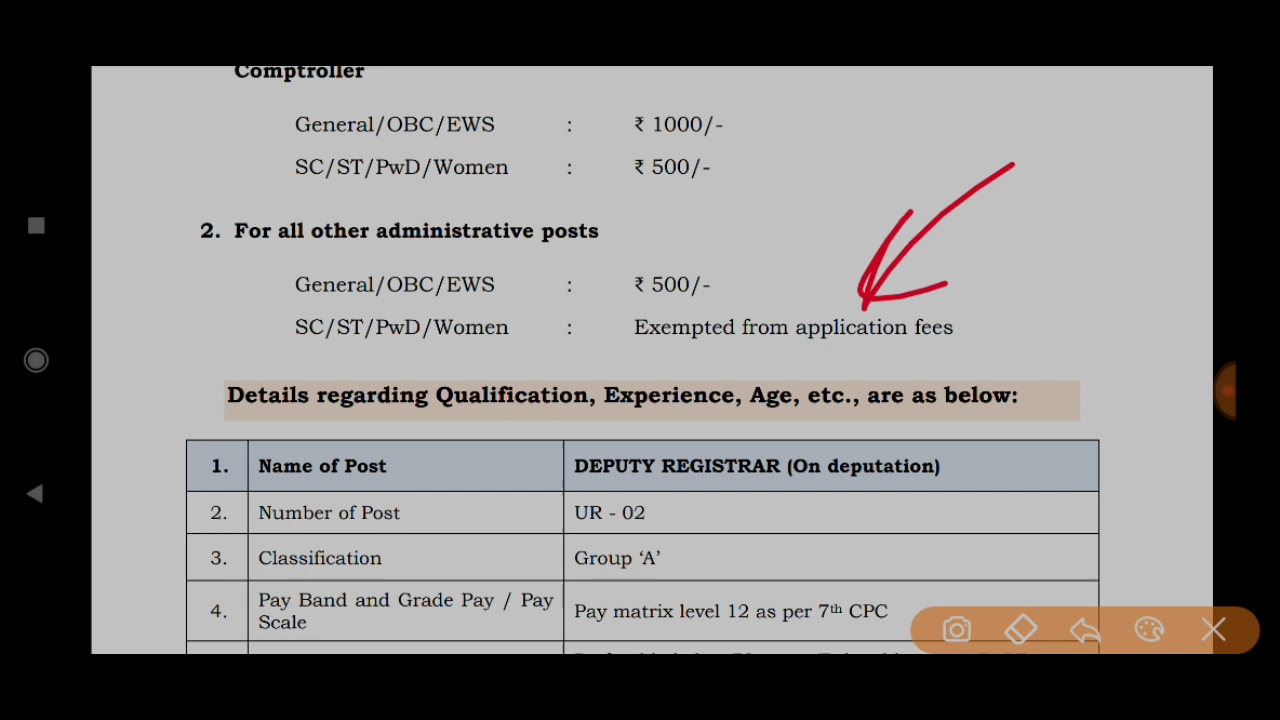 Comptroller
General/OBC/EWS : ₹ 1000/-
SC/ST/PwD/Women : ₹ 500/-
2. For all other administrative posts
General/OBC/EWS : ₹ 500/-
SC/ST/PwD/Women : Exempted from application fees
Details regarding Qualification, Experience, Age, etc., are as below:
1. Name of Post DEPUTY REGISTRAR (On deputation)
2. Number of Post UR - 02
3. Classification Group ‘A’
4. Pay Band and Grade Pay / Pay Scale Pay matrix level 12 as per 7th CPC